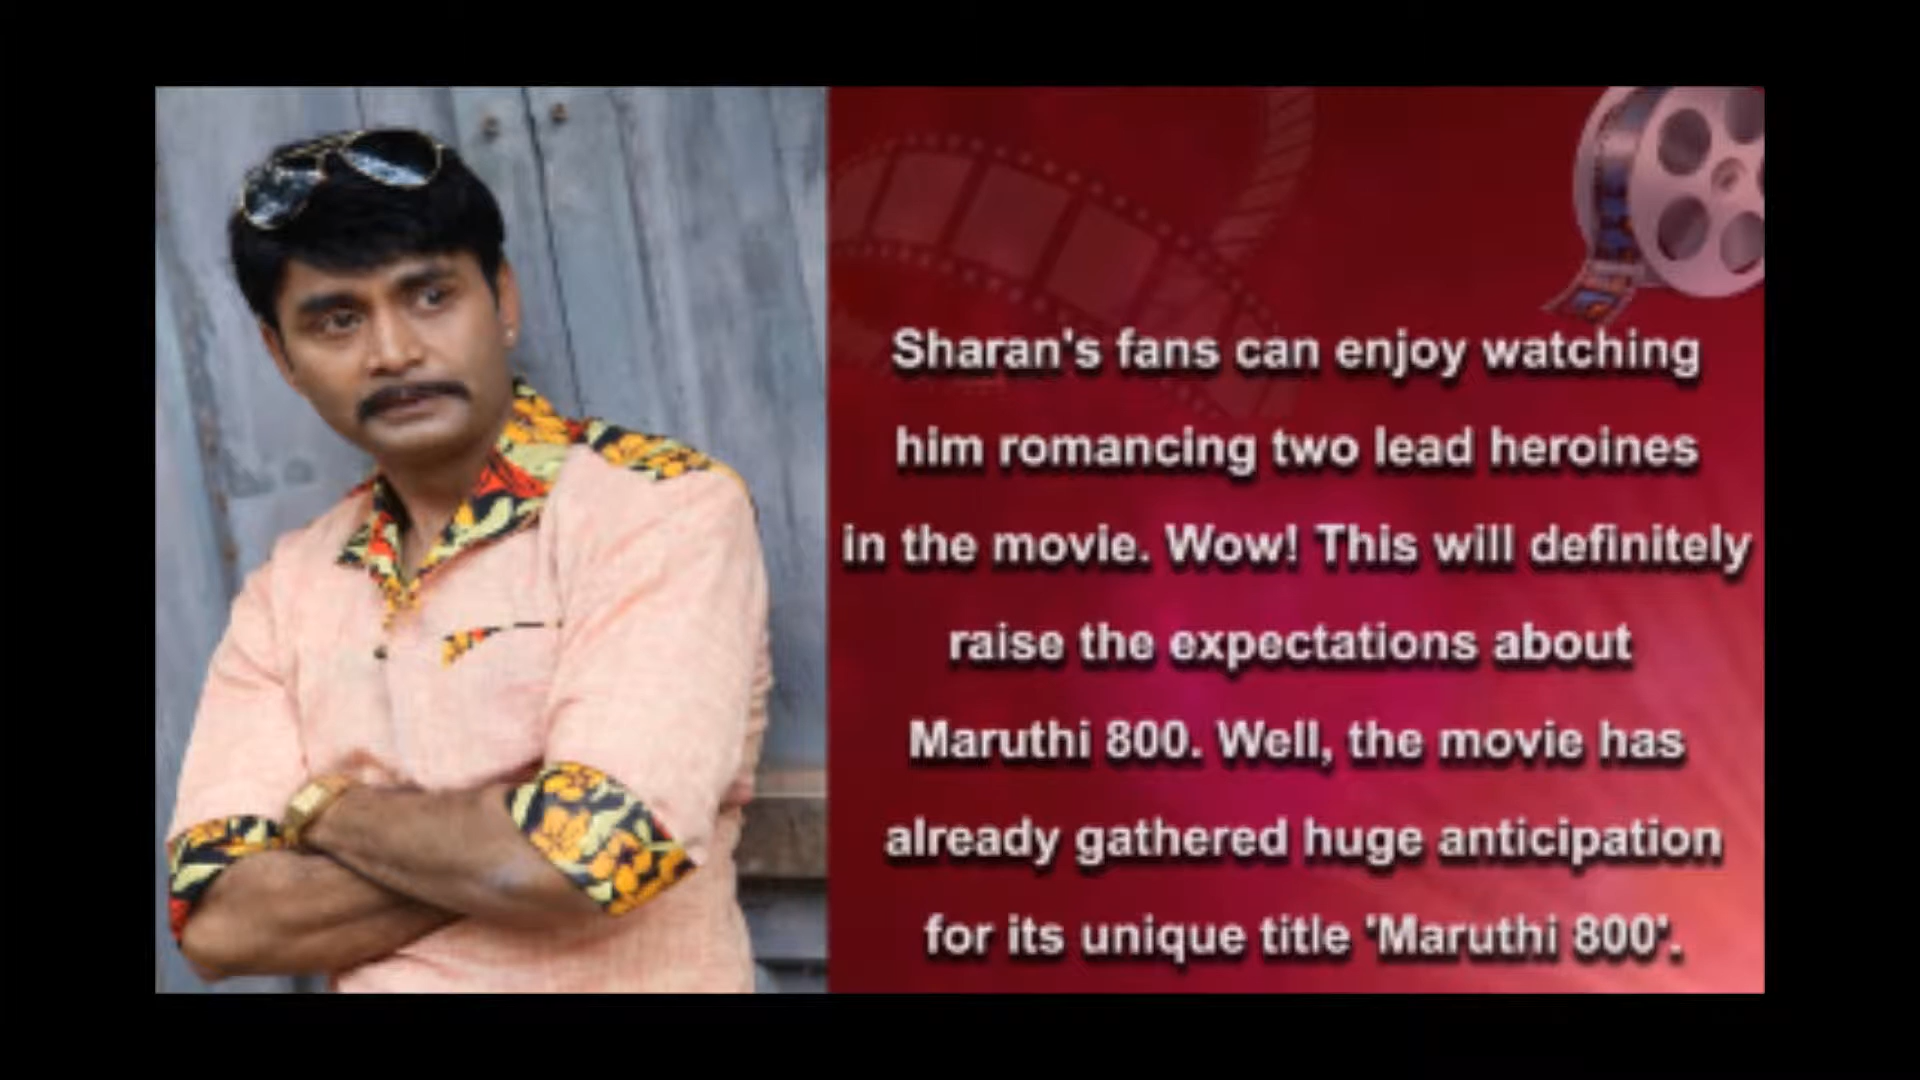 Sharan's fans can enjoy watching
him romancing two lead heroines
in the movie. Wow! This will definitely
raise the expectations about
Maruthi 800. Well, the movie has
already gathered huge anticipation
for its unique title 'Maruthi 800'.